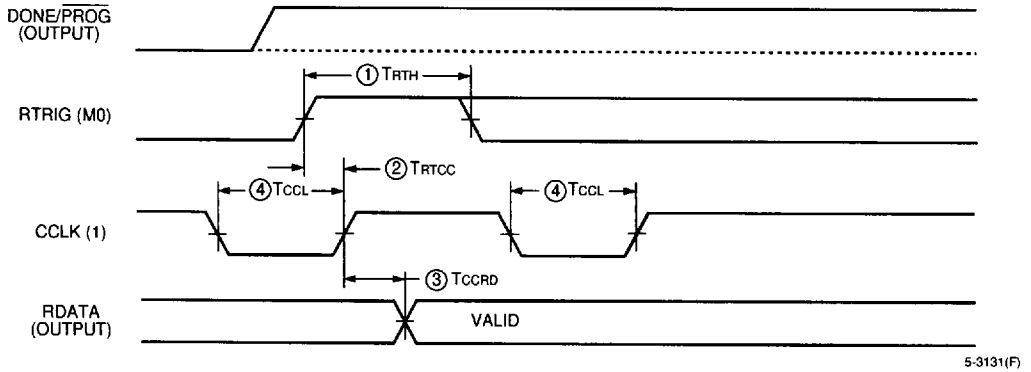 DONE/PROG
(OUTPUT)
① TRTH
RTRIG (M0)
② TRTCC
④ TCCL
④ TCCL
CCLK (1)
③ TCCRD
RDATA
(OUTPUT)
VALID
5-3131(F)